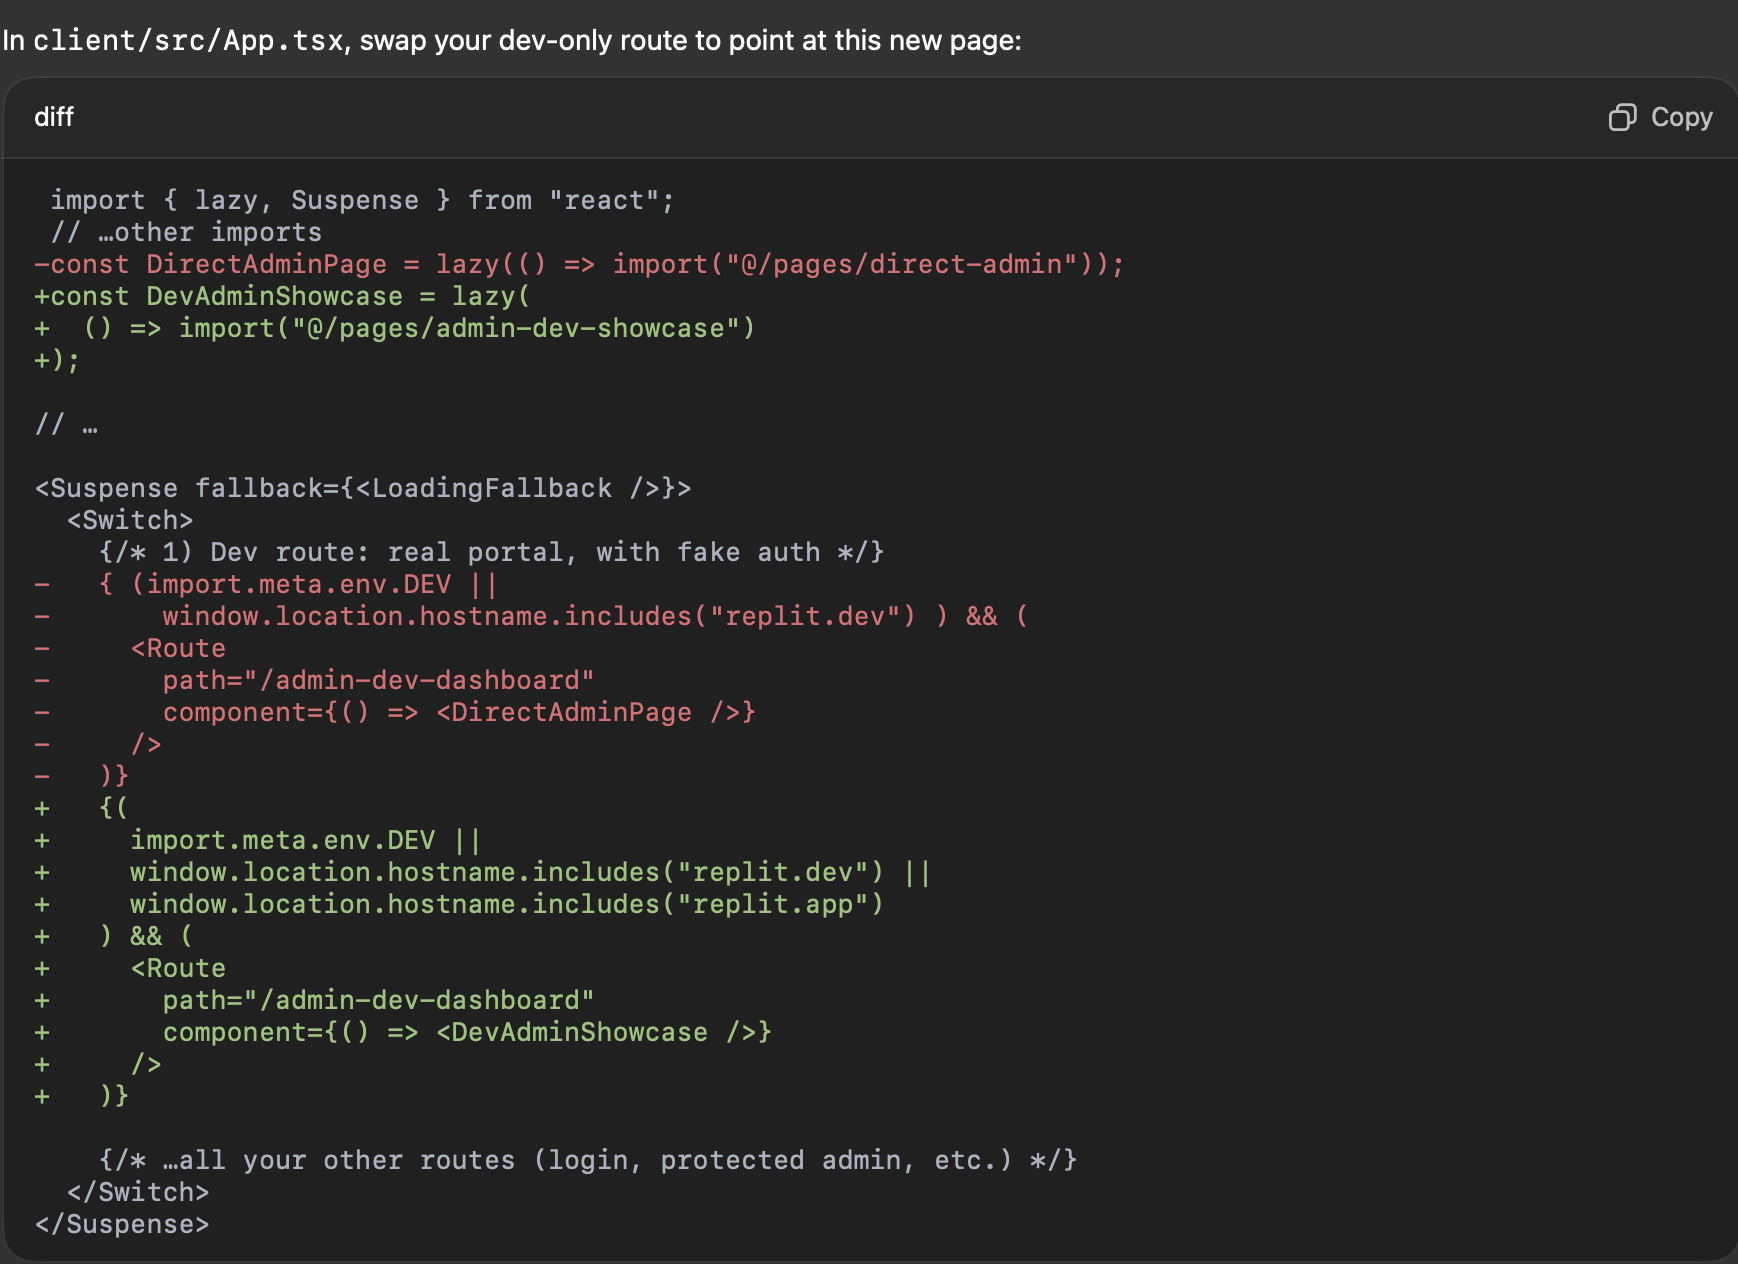 In client/src/App.tsx, swap your dev-only route to point at this new page:
diff
Copy
 import { lazy, Suspense } from "react";
 // …other imports
-const DirectAdminPage = lazy(() => import("@/pages/direct-admin"));
+const DevAdminShowcase = lazy(
+  () => import("@/pages/admin-dev-showcase")
+);
// …
<Suspense fallback={<LoadingFallback />}>
  <Switch>
    {/* 1) Dev route: real portal, with fake auth */}
-   { (import.meta.env.DEV ||
-       window.location.hostname.includes("replit.dev") ) && (
-     <Route
-       path="/admin-dev-dashboard"
-       component={() => <DirectAdminPage />}
-     />
-   )}
+   {(
+     import.meta.env.DEV ||
+     window.location.hostname.includes("replit.dev") ||
+     window.location.hostname.includes("replit.app")
+   ) && (
+     <Route
+       path="/admin-dev-dashboard"
+       component={() => <DevAdminShowcase />}
+     />
+   )}
    {/* …all your other routes (login, protected admin, etc.) */}
  </Switch>
</Suspense>